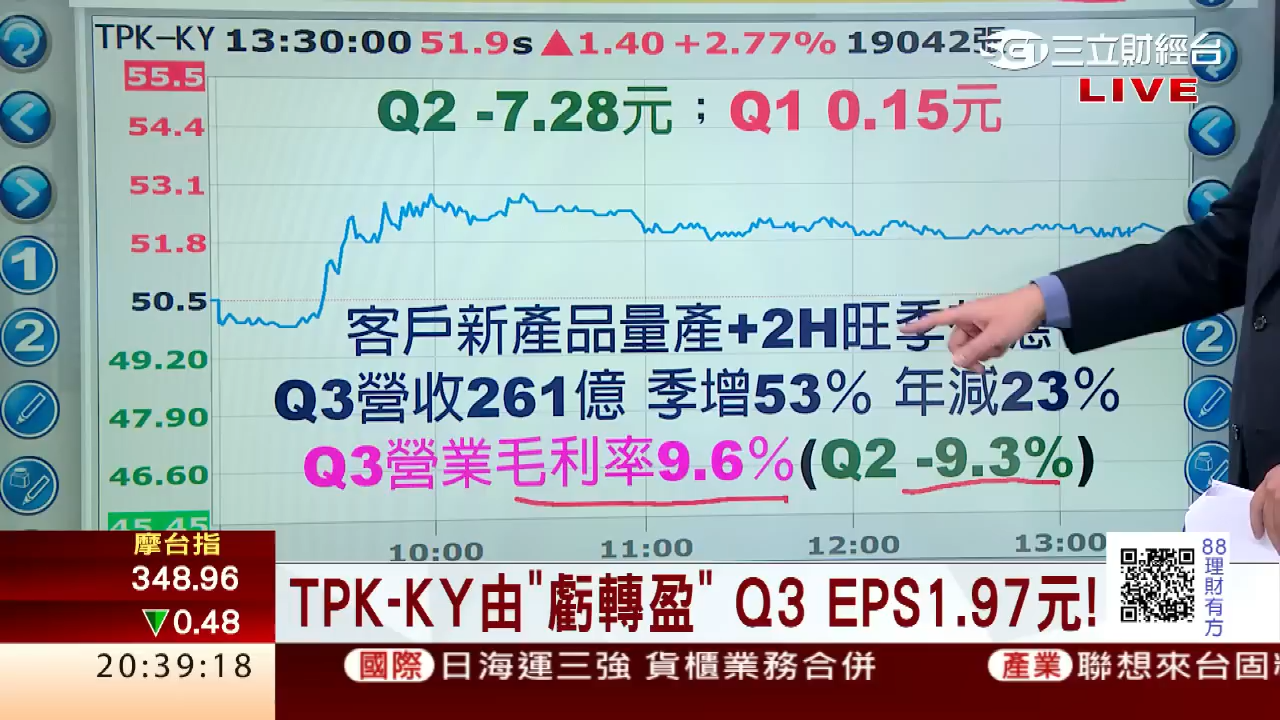 TPK-KY 13:30:00 51.9s ▲1.40 +2.77% 19042張
三立財經台
LIVE
55.5
54.4
53.1
51.8
50.5
49.20
47.90
46.60
45.45
Q2 -7.28元；Q1 0.15元
客戶新產品量產+2H旺季
Q3營收261億 季增53% 年減23%
Q3營業毛利率9.6%(Q2 -9.3%)
10:00 11:00 12:00 13:00
1
2
2
摩台指
348.96
▼0.48
20:39:18
TPK-KY由"虧轉盈" Q3 EPS1.97元!
88理財有方
國際 日海運三強 貨櫃業務合併
產業 聯想來台固